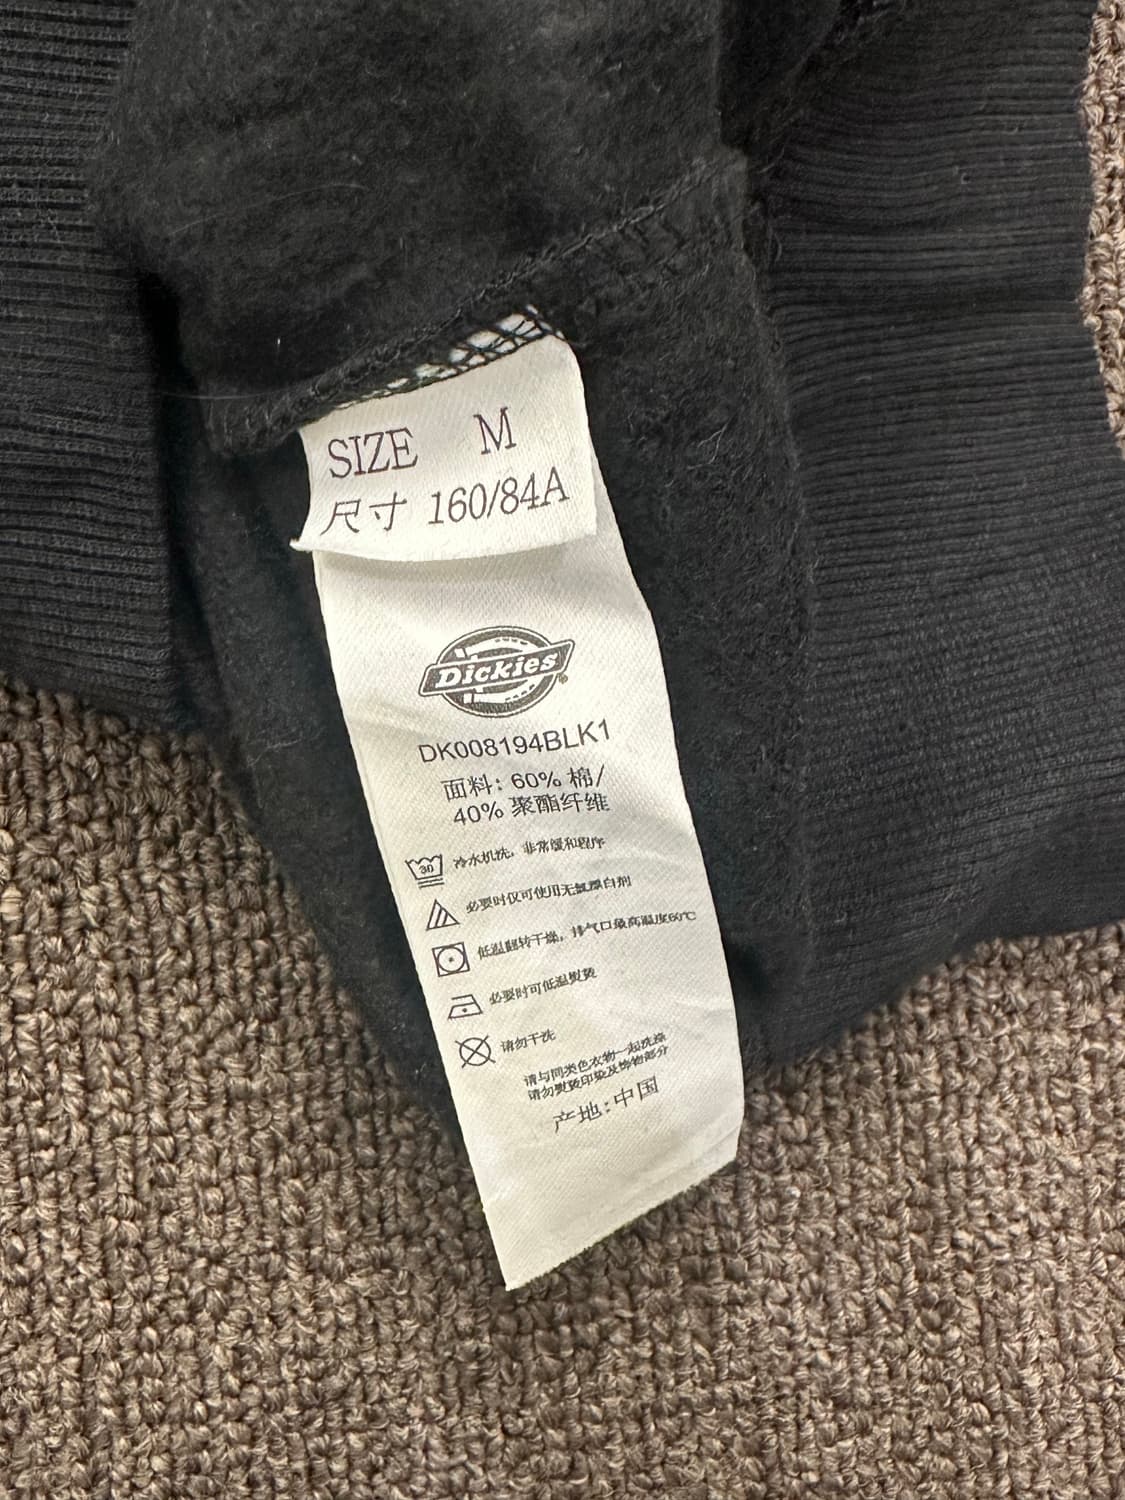 SIZE M
尺寸 160/84A
Dickies®
DK008194BLK1
面料: 60% 棉/
40% 聚酯纤维
30 冷水机洗, 非常缓和程序
必要时仅可使用无氯漂白剂
低温翻转干燥, 排气口最高温度60℃
必要时可低温熨烫
请勿干洗
请与同类色衣物一起洗涤
请勿熨烫印染及饰物部分
产地: 中国